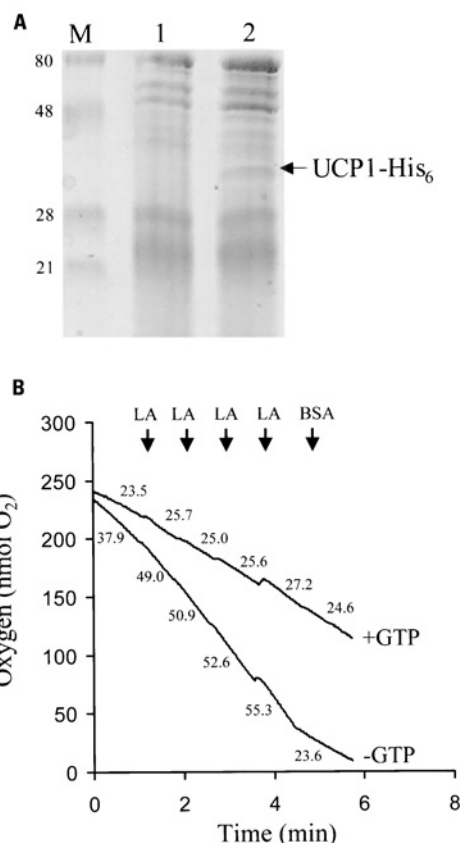 A
M 1 2
80
48
UCP1-His6
28
21
B
LA LA LA LA BSA
300
250
200
150
100
50
0
Oxygen (nmol O2)
23.5
25.7
25.0
25.6
27.2
24.6
+GTP
37.9
49.0
50.9
52.6
55.3
23.6
-GTP
0 2 4 6 8
Time (min)